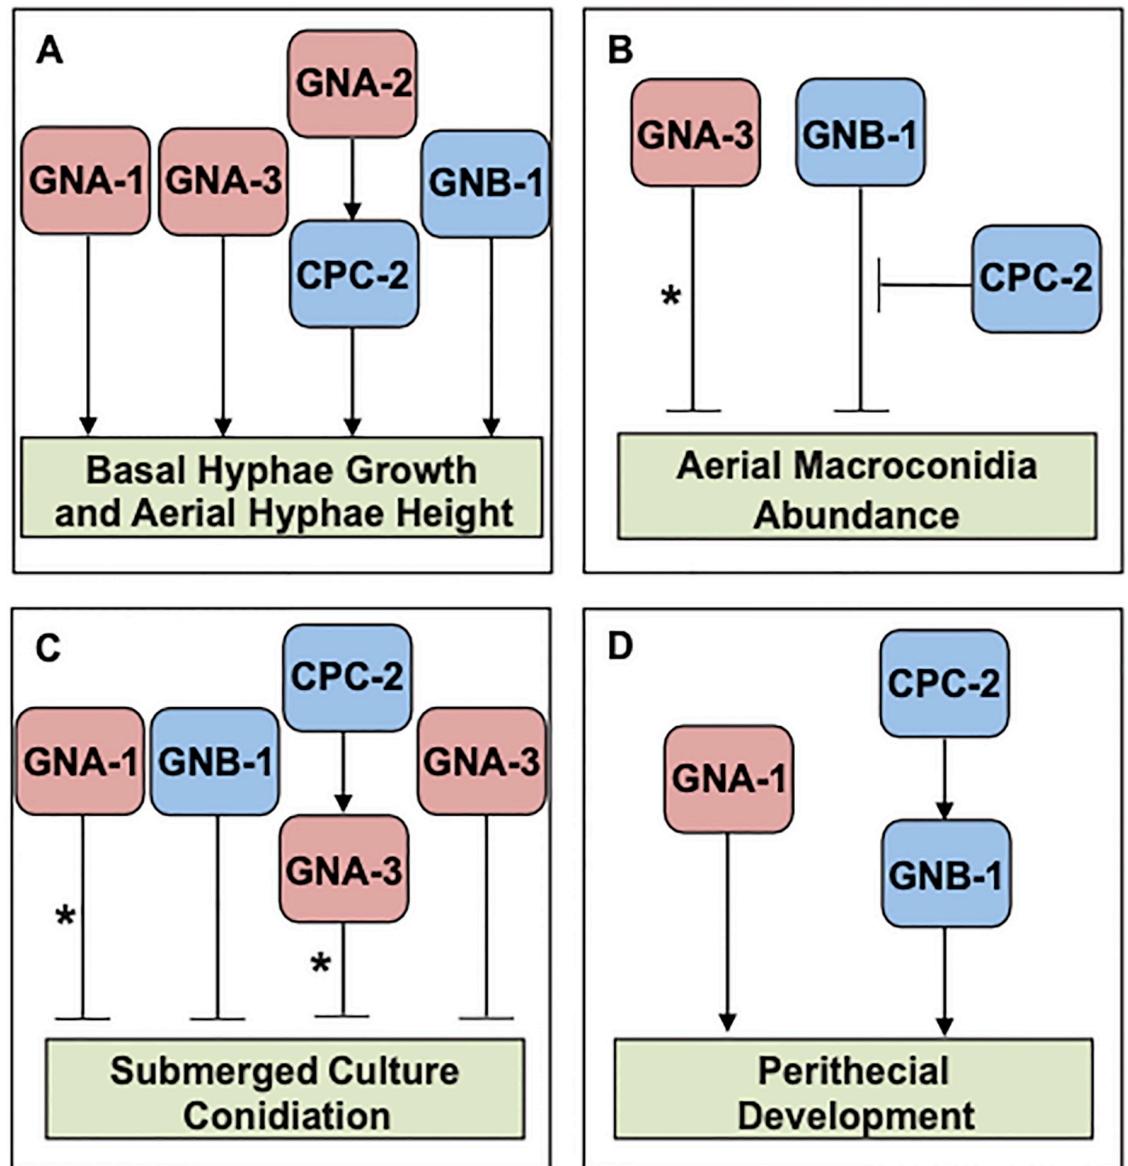 A
GNA-2
GNA-1
GNA-3
GNB-1
CPC-2
Basal Hyphae Growth
and Aerial Hyphae Height
B
GNA-3
GNB-1
CPC-2
*
Aerial Macroconidia
Abundance
C
CPC-2
GNA-1
GNB-1
GNA-3
GNA-3
*
*
Submerged Culture
Conidiation
D
CPC-2
GNA-1
GNB-1
Perithecial
Development